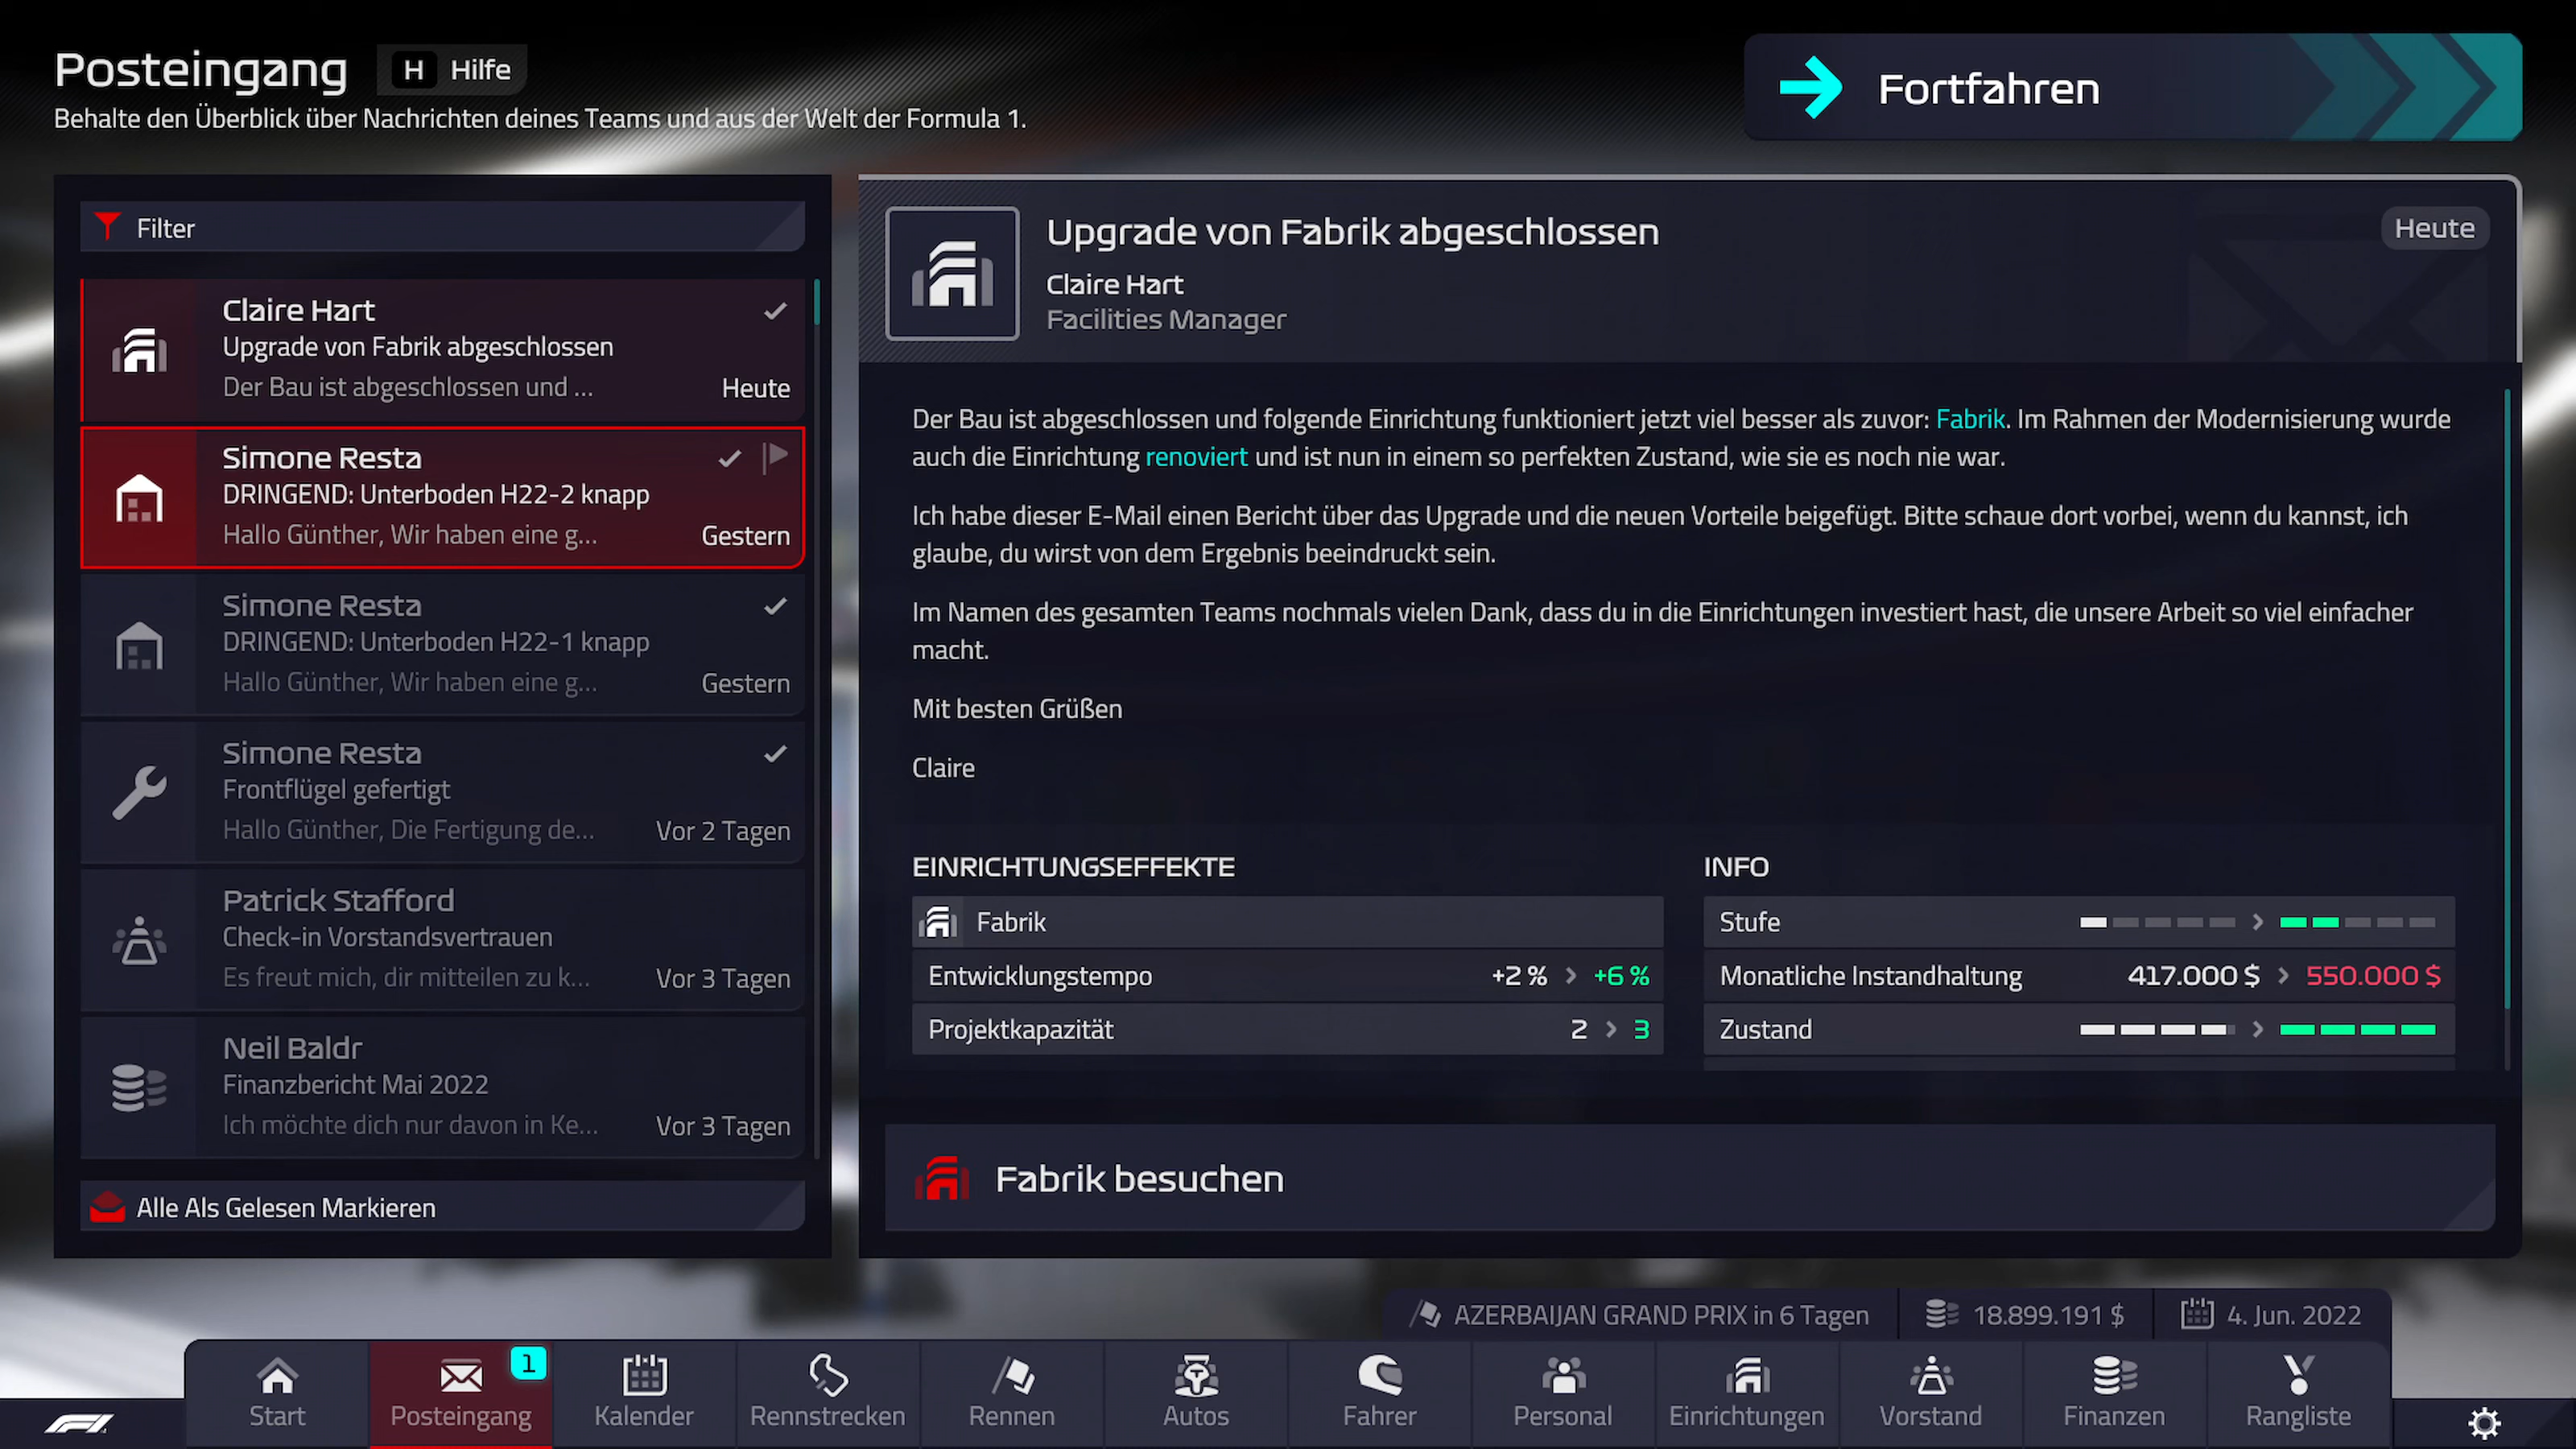 Posteingang
H Hilfe
Behalte den Überblick über Nachrichten deines Teams und aus der Welt der Formula 1.
Fortfahren
Filter
Claire Hart
Upgrade von Fabrik abgeschlossen
Der Bau ist abgeschlossen und ...
Heute
Simone Resta
DRINGEND: Unterboden H22-2 knapp
Hallo Günther, Wir haben eine g...
Gestern
Simone Resta
DRINGEND: Unterboden H22-1 knapp
Hallo Günther, Wir haben eine g...
Gestern
Simone Resta
Frontflügel gefertigt
Hallo Günther, Die Fertigung de...
Vor 2 Tagen
Patrick Stafford
Check-in Vorstandsvertrauen
Es freut mich, dir mitteilen zu k...
Vor 3 Tagen
Neil Baldr
Finanzbericht Mai 2022
Ich möchte dich nur davon in Ke...
Vor 3 Tagen
Alle Als Gelesen Markieren
Upgrade von Fabrik abgeschlossen
Heute
Claire Hart
Facilities Manager
Der Bau ist abgeschlossen und folgende Einrichtung funktioniert jetzt viel besser als zuvor: Fabrik. Im Rahmen der Modernisierung wurde
auch die Einrichtung renoviert und ist nun in einem so perfekten Zustand, wie sie es noch nie war.
Ich habe dieser E-Mail einen Bericht über das Upgrade und die neuen Vorteile beigefügt. Bitte schaue dort vorbei, wenn du kannst, ich
glaube, du wirst von dem Ergebnis beeindruckt sein.
Im Namen des gesamten Teams nochmals vielen Dank, dass du in die Einrichtungen investiert hast, die unsere Arbeit so viel einfacher
macht.
Mit besten Grüßen
Claire
EINRICHTUNGSEFFEKTE
Fabrik
Entwicklungstempo +2 % > +6 %
Projektkapazität 2 > 3
INFO
Stufe >
Monatliche Instandhaltung 417.000 $ > 550.000 $
Zustand >
Fabrik besuchen
AZERBAIJAN GRAND PRIX in 6 Tagen
18.899.191 $
4. Jun. 2022
F1
Start
Posteingang 1
Kalender
Rennstrecken
Rennen
Autos
Fahrer
Personal
Einrichtungen
Vorstand
Finanzen
Rangliste